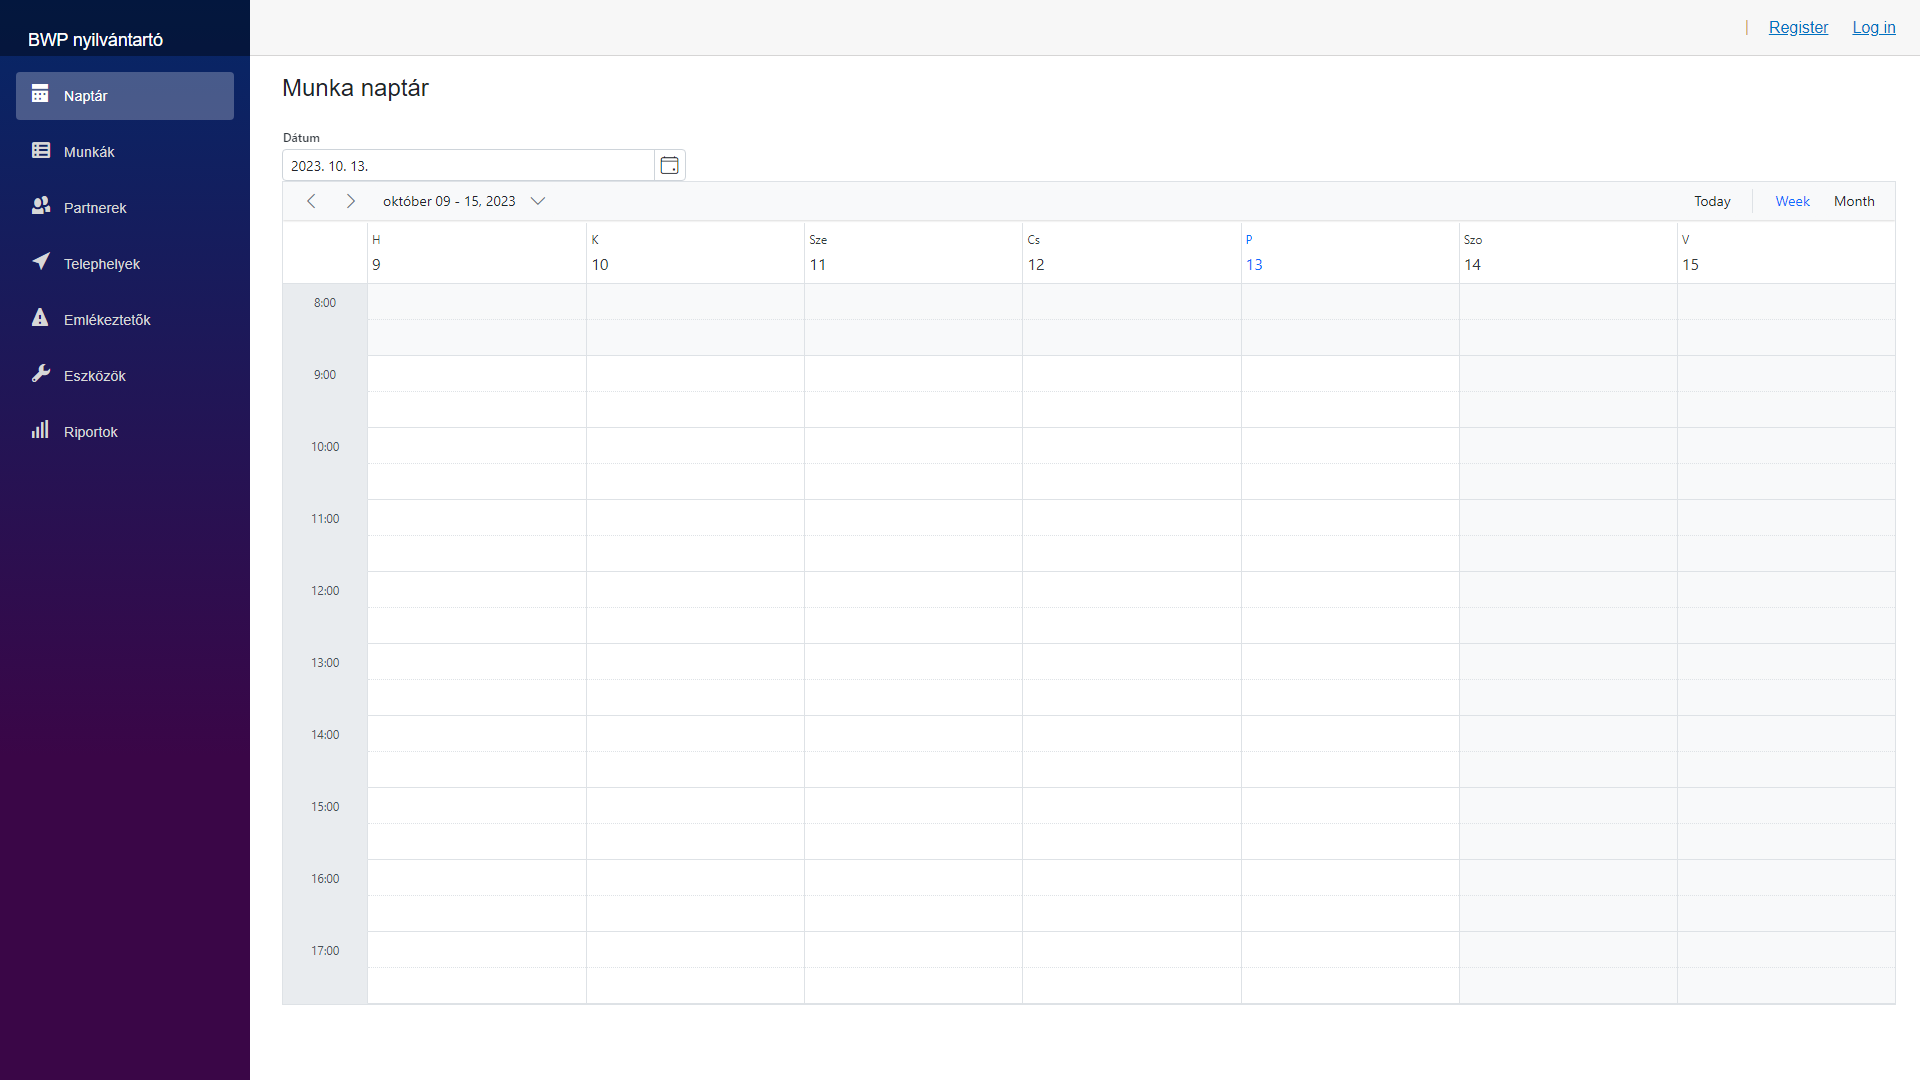 BWP nyilvántartó
Register Log in
Naptár
Munkák
Partnerek
Telephelyek
Emlékeztetők
Eszközök
Riportok
Munka naptár
Dátum
2023. 10. 13.
október 09 - 15, 2023 Today Week Month
H K Sze Cs P Szo V
9 10 11 12 13 14 15
8:00
9:00
10:00
11:00
12:00
13:00
14:00
15:00
16:00
17:00